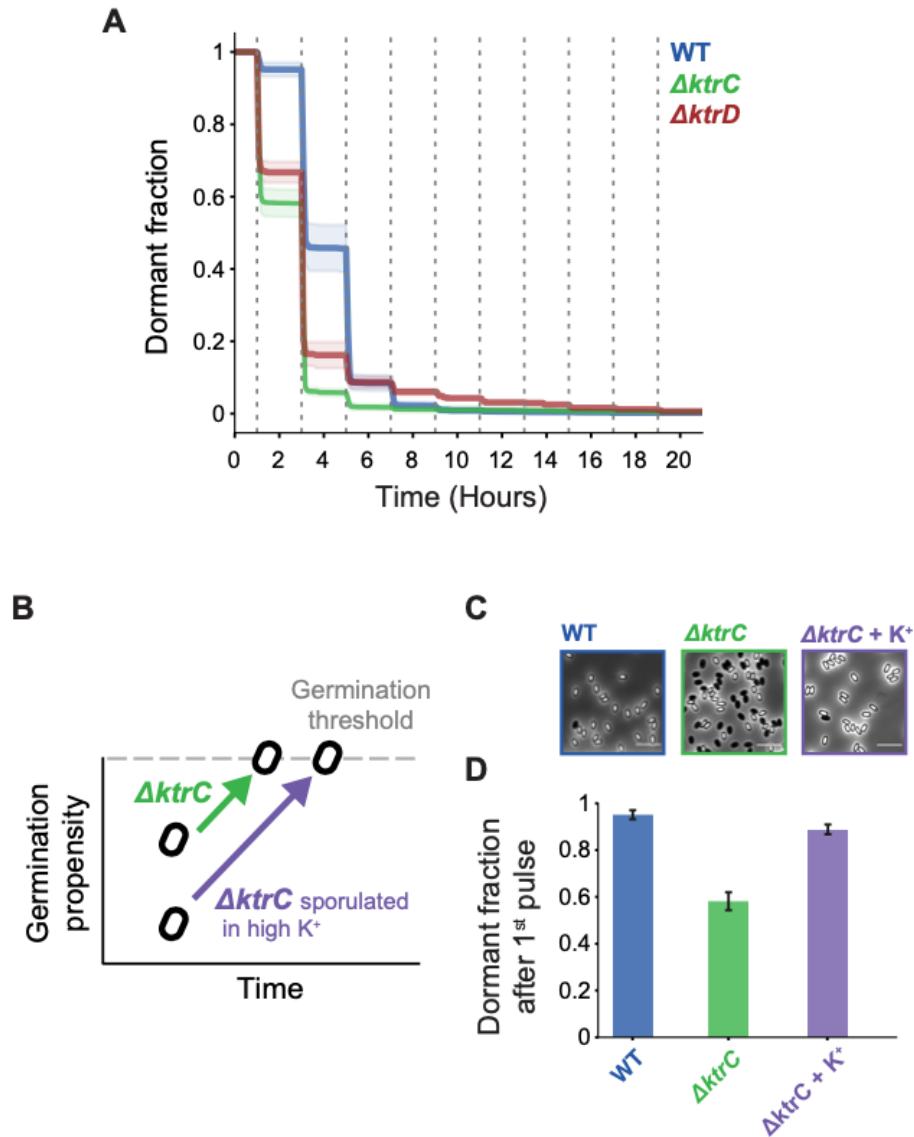 A
WT
ΔktrC
ΔktrD
Dormant fraction
1
0.8
0.6
0.4
0.2
0
0 2 4 6 8 10 12 14 16 18 20
Time (Hours)
B
Germination
threshold
ΔktrC
ΔktrC sporulated
in high K⁺
Germination
propensity
Time
C
WT
ΔktrC
ΔktrC + K⁺
D
Dormant fraction
after 1st pulse
1
0.8
0.6
0.4
0.2
0
WT
ΔktrC
ΔktrC + K⁺